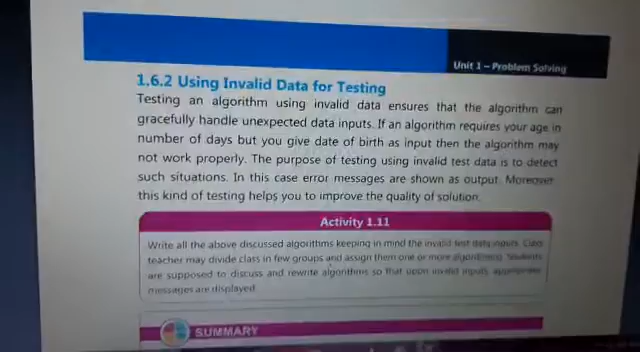 Unit 1 – Problem Solving
1.6.2 Using Invalid Data for Testing
Testing an algorithm using invalid data ensures that the algorithm can
gracefully handle unexpected data inputs. If an algorithm requires your age in
number of days but you give date of birth as input then the algorithm may
not work properly. The purpose of testing using invalid test data is to detect
such situations. In this case error messages are shown as output. Moreover
this kind of testing helps you to improve the quality of solution.
Activity 1.11
Write all the above discussed algorithms keeping in mind the invalid test data inputs. Class
teacher may divide class in few groups and assign them one or more algorithms. Students
are supposed to discuss and rewrite algorithms so that upon invalid inputs appropriate
messages are displayed.
SUMMARY